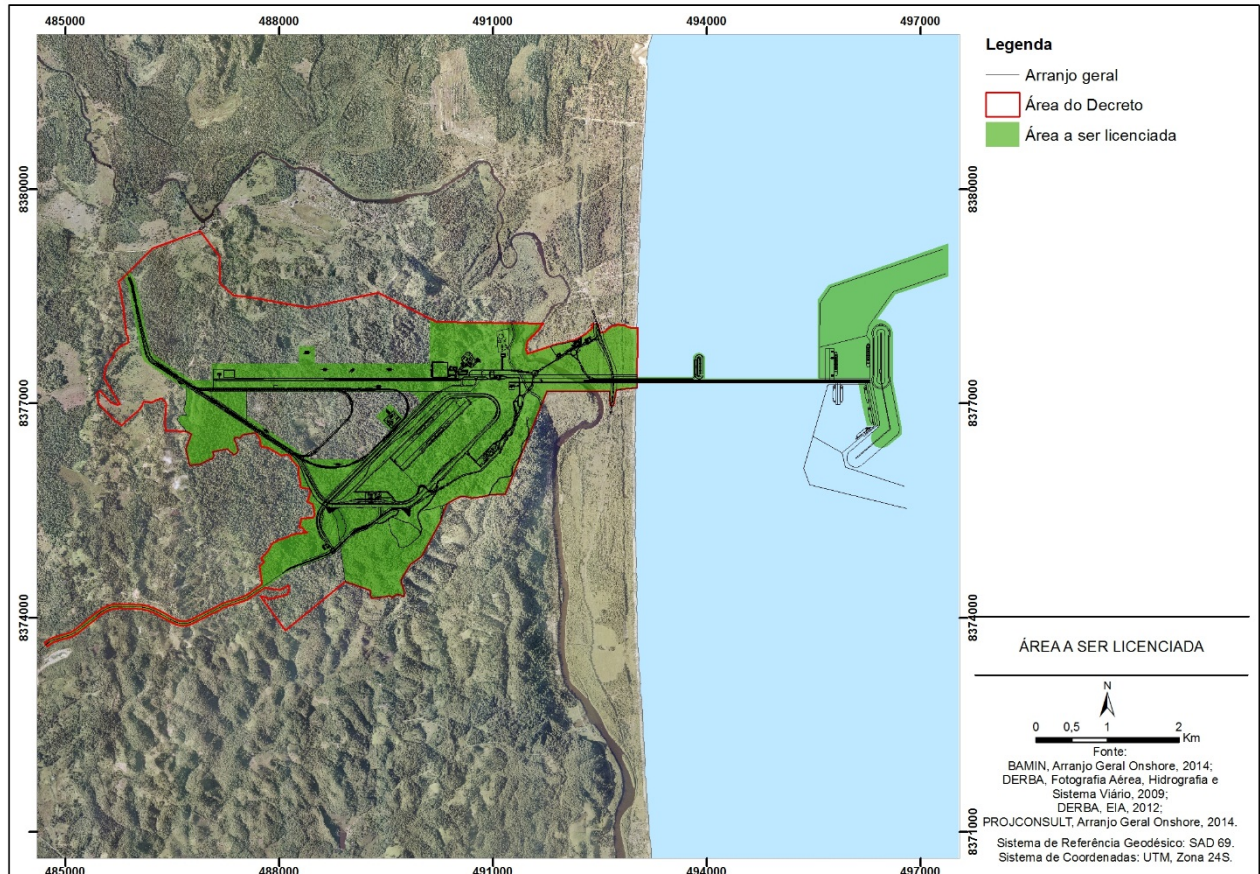 485000
488000
491000
494000
497000
Legenda
Arranjo geral
Área do Decreto
Área a ser licenciada
8380000
8380000
8377000
8377000
8374000
8374000
8371000
ÁREA A SER LICENCIADA
N
0 0,5 1 2
Km
Fonte:
BAMIN, Arranjo Geral Onshore, 2014;
DERBA, Fotografia Aérea, Hidrografia e
Sistema Viário, 2009;
DERBA, EIA, 2012;
PROJCONSULT, Arranjo Geral Onshore, 2014.
Sistema de Referência Geodésico: SAD 69.
Sistema de Coordenadas: UTM, Zona 24S.
485000
488000
491000
494000
497000